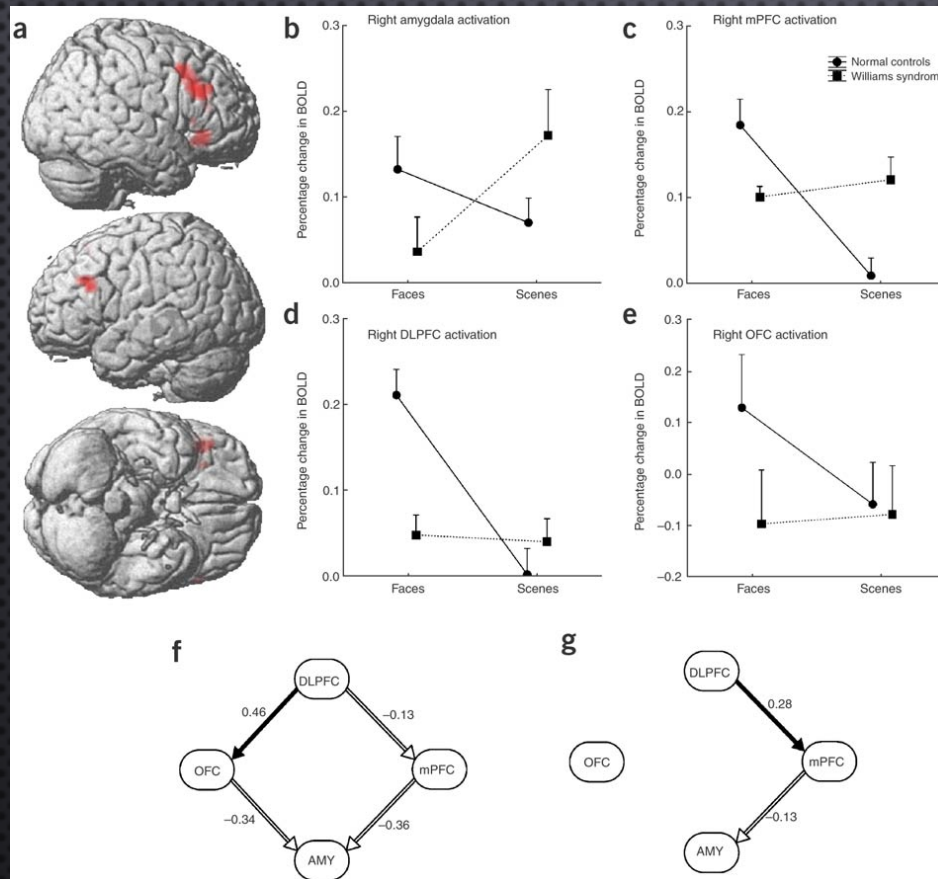 a
b
Right amygdala activation
0.3
0.2
0.1
0.0
Percentage change in BOLD
Faces
Scenes
c
Right mPFC activation
Normal controls
Williams syndrom
0.3
0.2
0.1
0.0
Percentage change in BOLD
Faces
Scenes
d
Right DLPFC activation
0.3
0.2
0.1
0.0
Percentage change in BOLD
Faces
Scenes
e
Right OFC activation
0.3
0.2
0.1
0.0
−0.1
−0.2
Percentage change in BOLD
Faces
Scenes
f
DLPFC
0.46
−0.13
OFC
mPFC
−0.34
−0.36
AMY
g
DLPFC
0.28
OFC
mPFC
−0.13
AMY